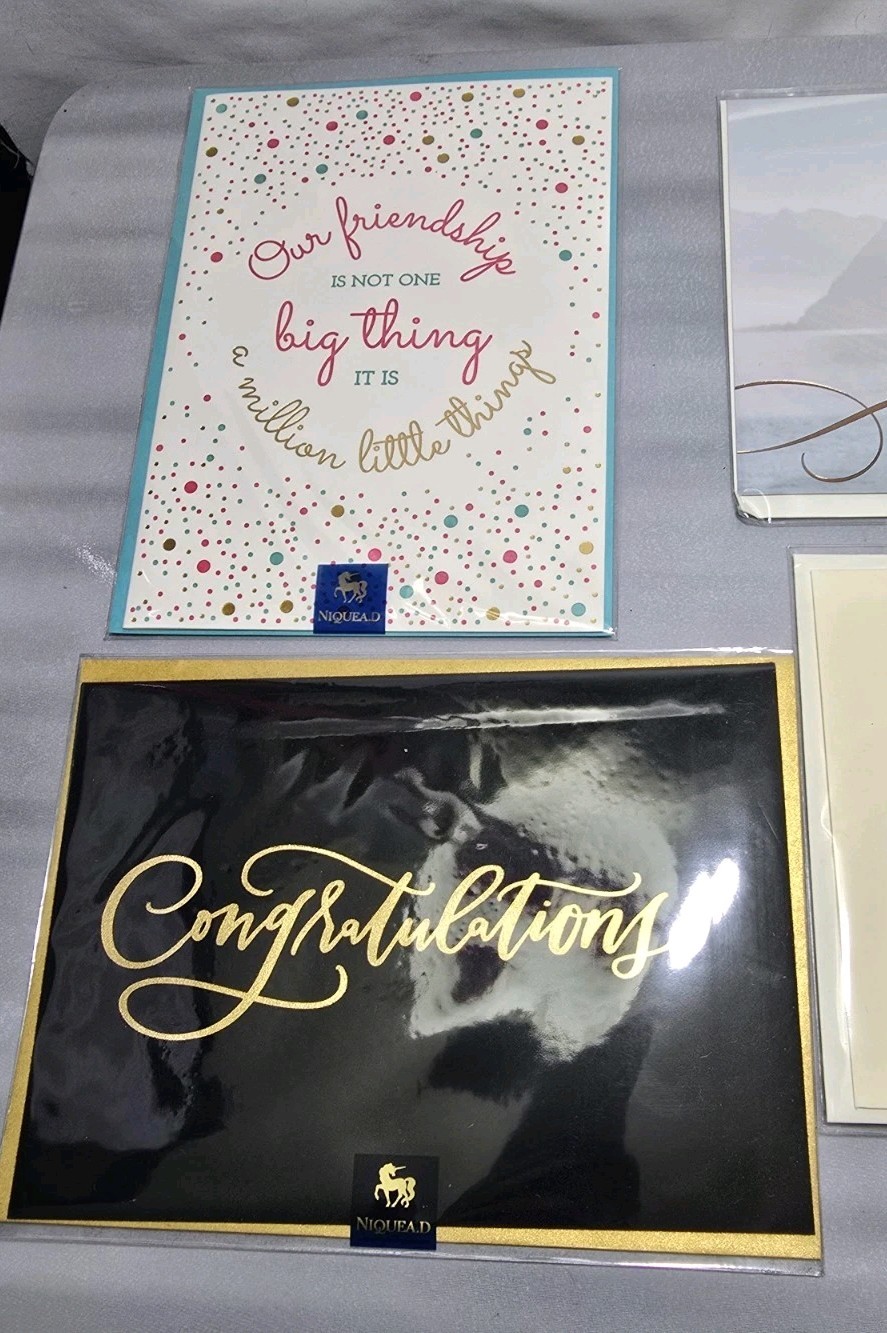 Our friendship
IS NOT ONE
big thing
IT IS
a million little things
NIQUEA.D
Congratulations
NIQUEA.D